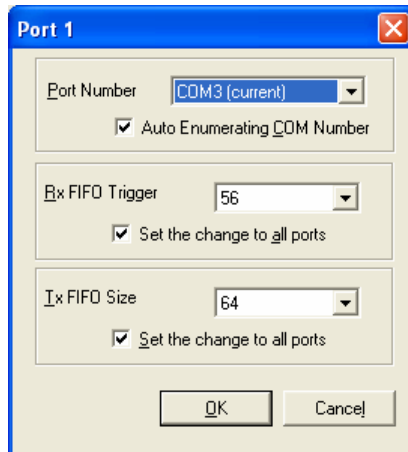 Port 1
Port Number COM3 (current)
Auto Enumerating COM Number
Rx FIFO Trigger 56
Set the change to all ports
Tx FIFO Size 64
Set the change to all ports
OK Cancel